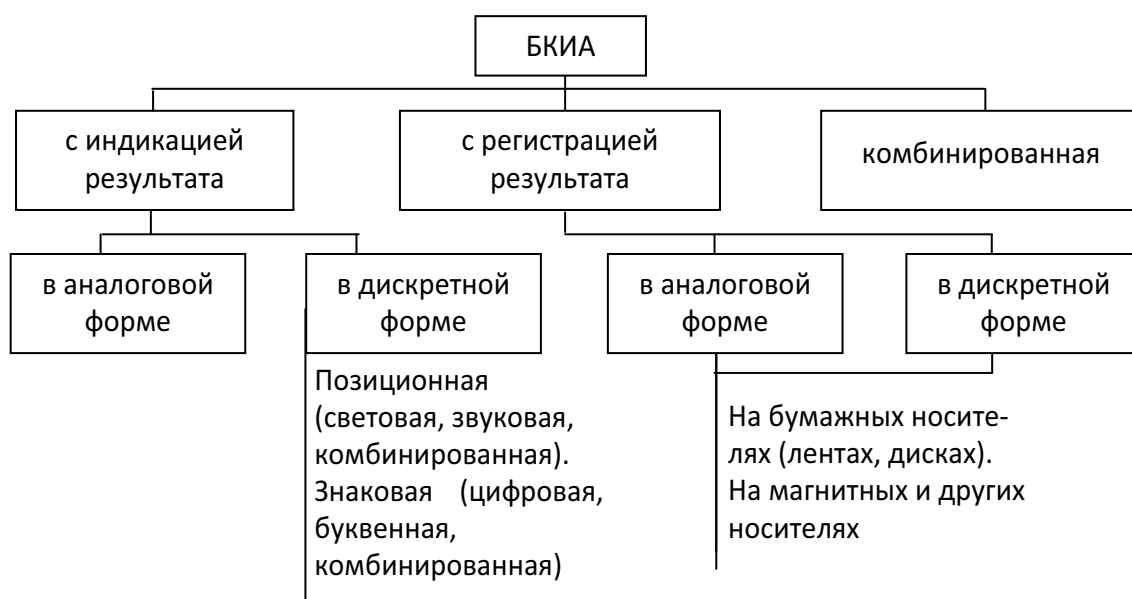 БКИА
с индикацией
результата
с регистрацией
результата
комбинированная
в аналоговой
форме
в дискретной
форме
в аналоговой
форме
в дискретной
форме
Позиционная
(световая, звуковая,
комбинированная).
Знаковая (цифровая,
буквенная,
комбинированная)
На бумажных носите-
лях (лентах, дисках).
На магнитных и других
носителях